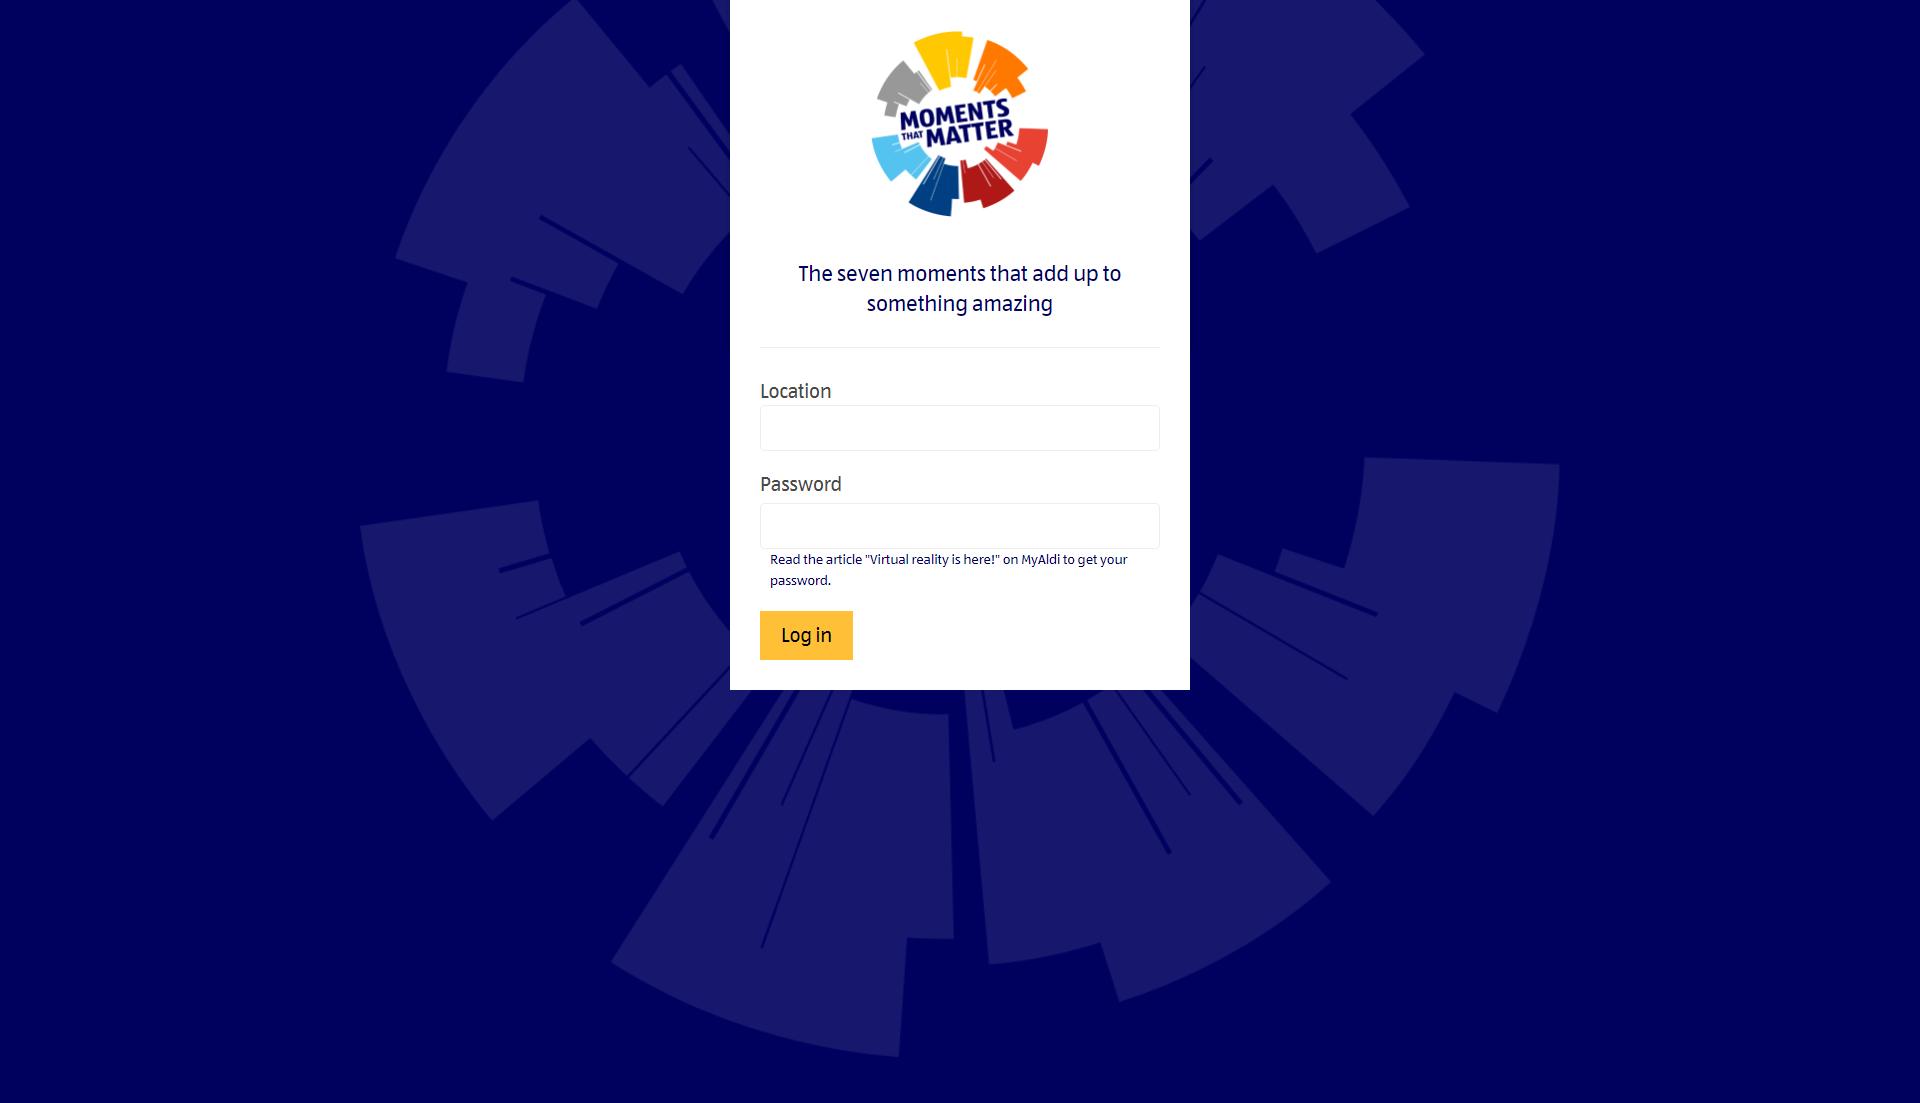 MOMENTS
THAT MATTER
The seven moments that add up to
something amazing
Location
Password
Read the article "Virtual reality is here!" on MyAldi to get your
password.
Log in